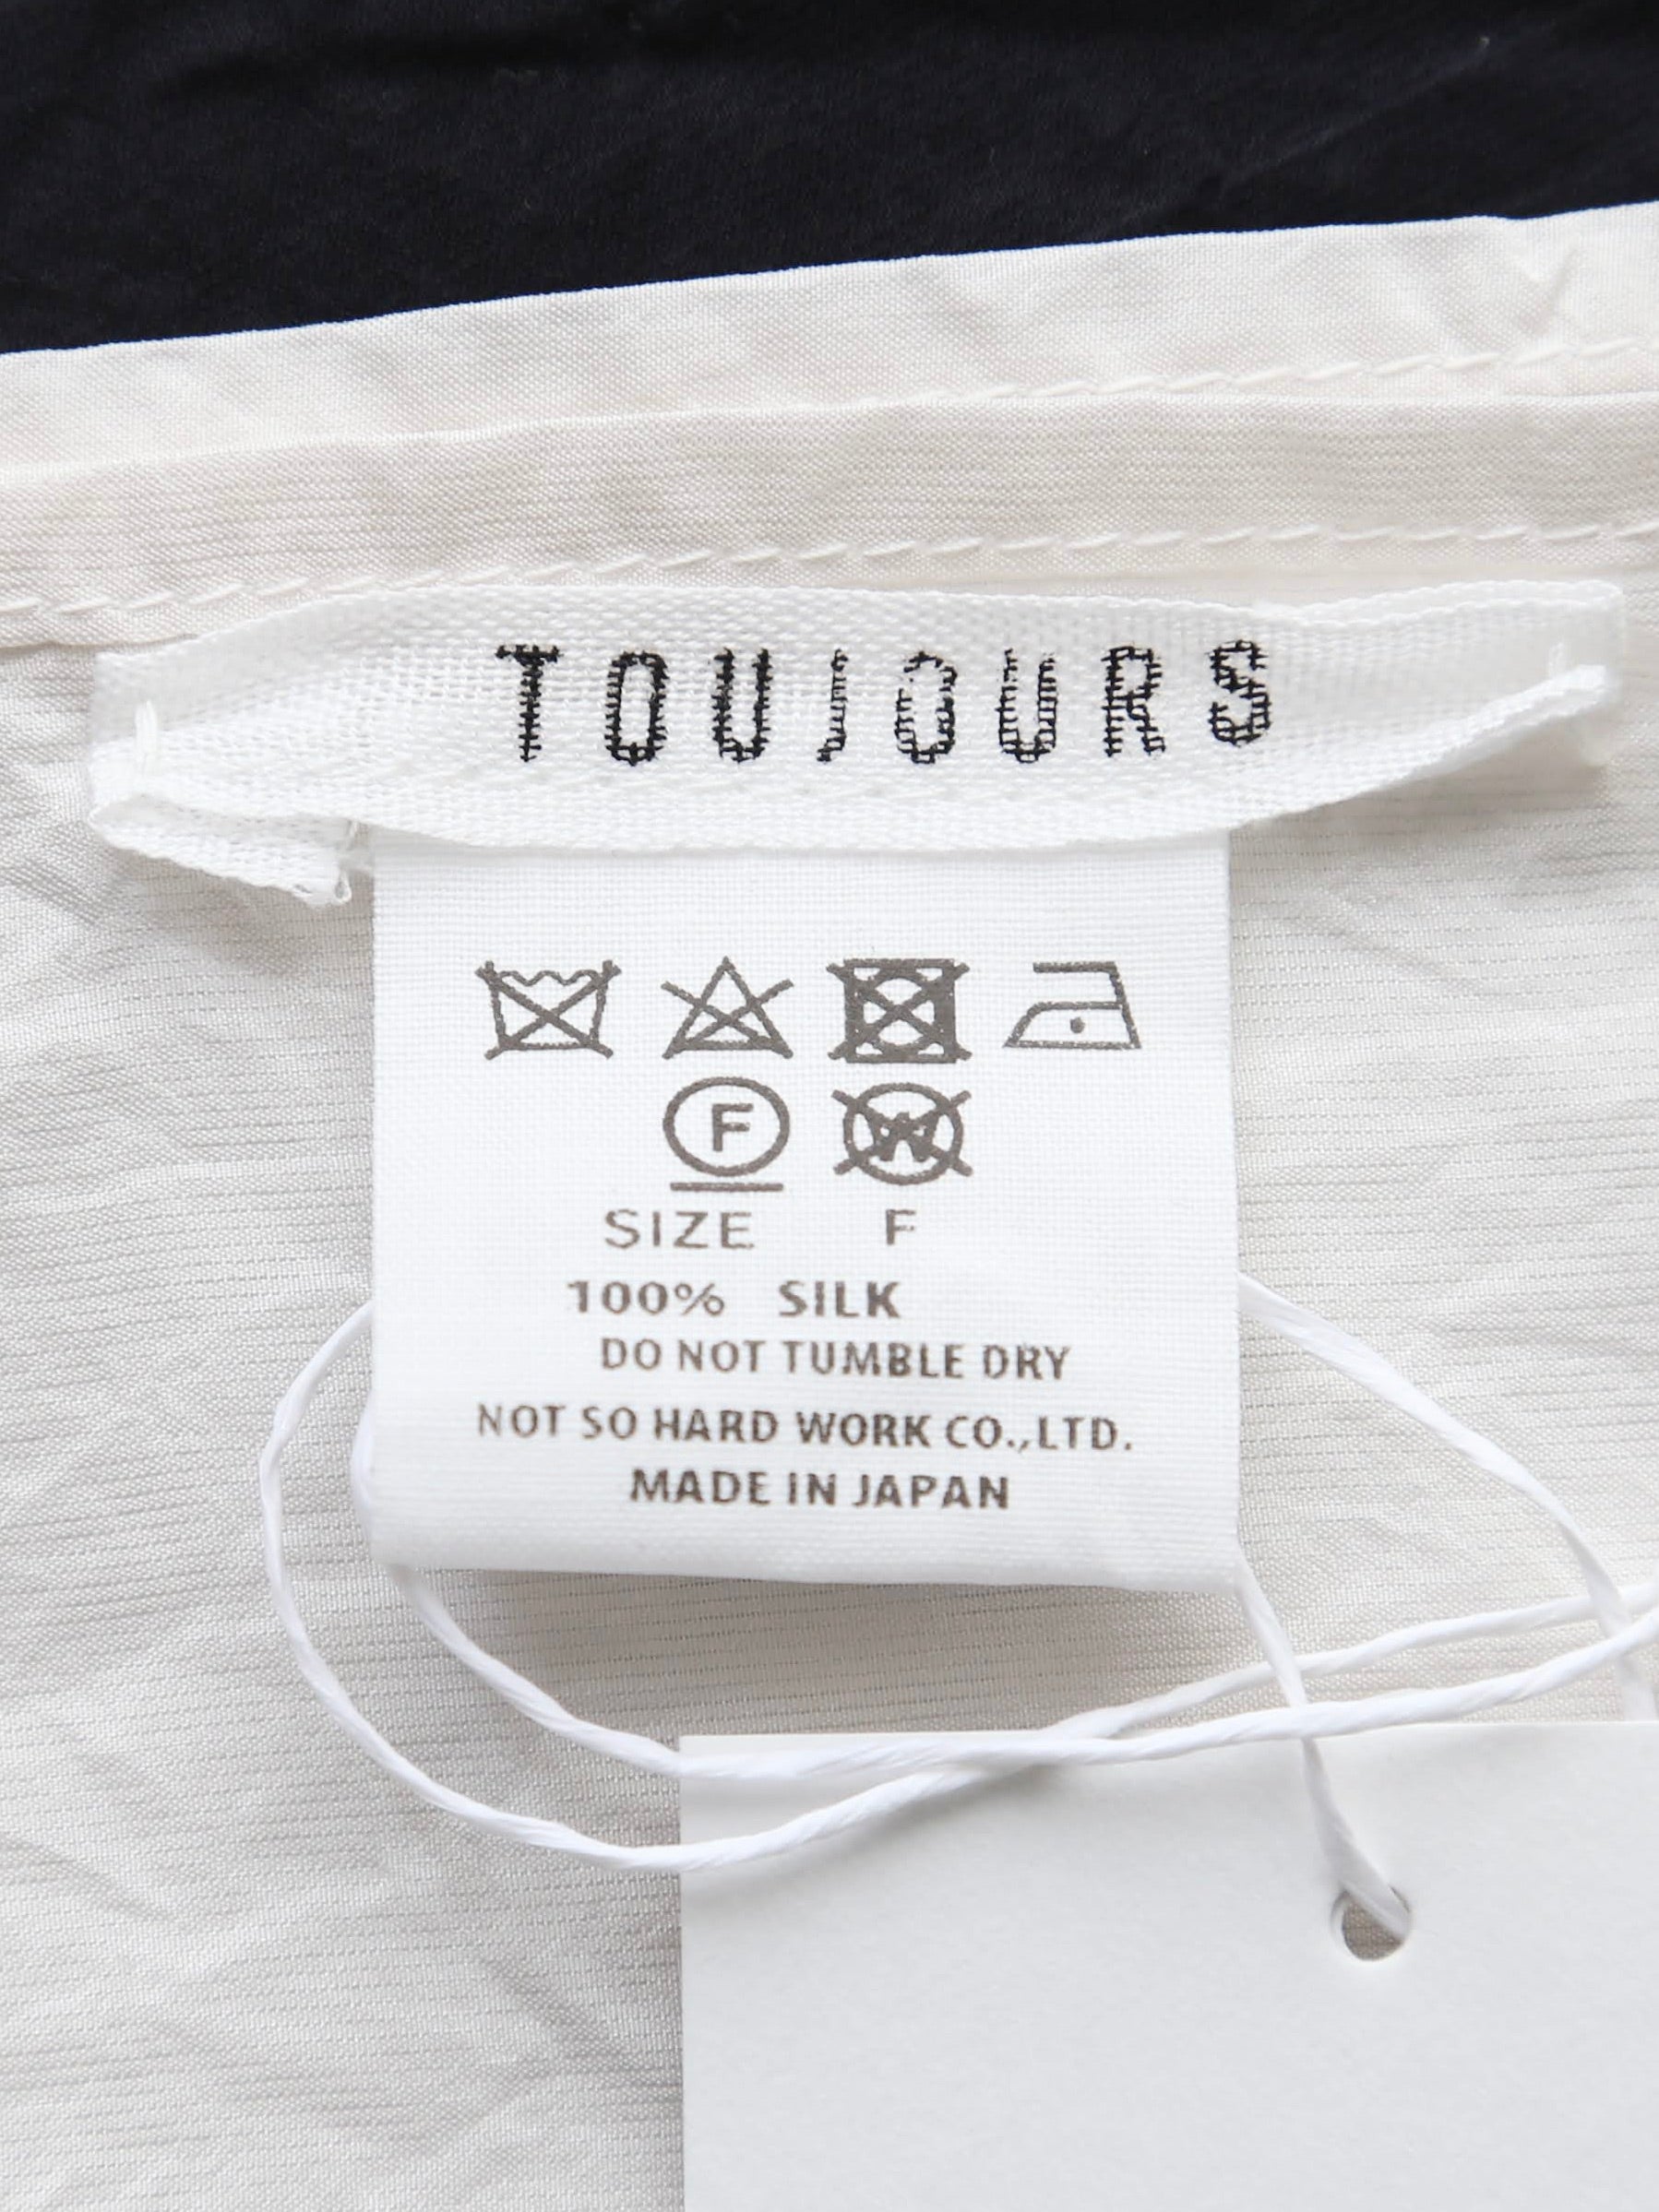 TOUJOURS
F W
SIZE F
100% SILK
DO NOT TUMBLE DRY
NOT SO HARD WORK CO.,LTD.
MADE IN JAPAN